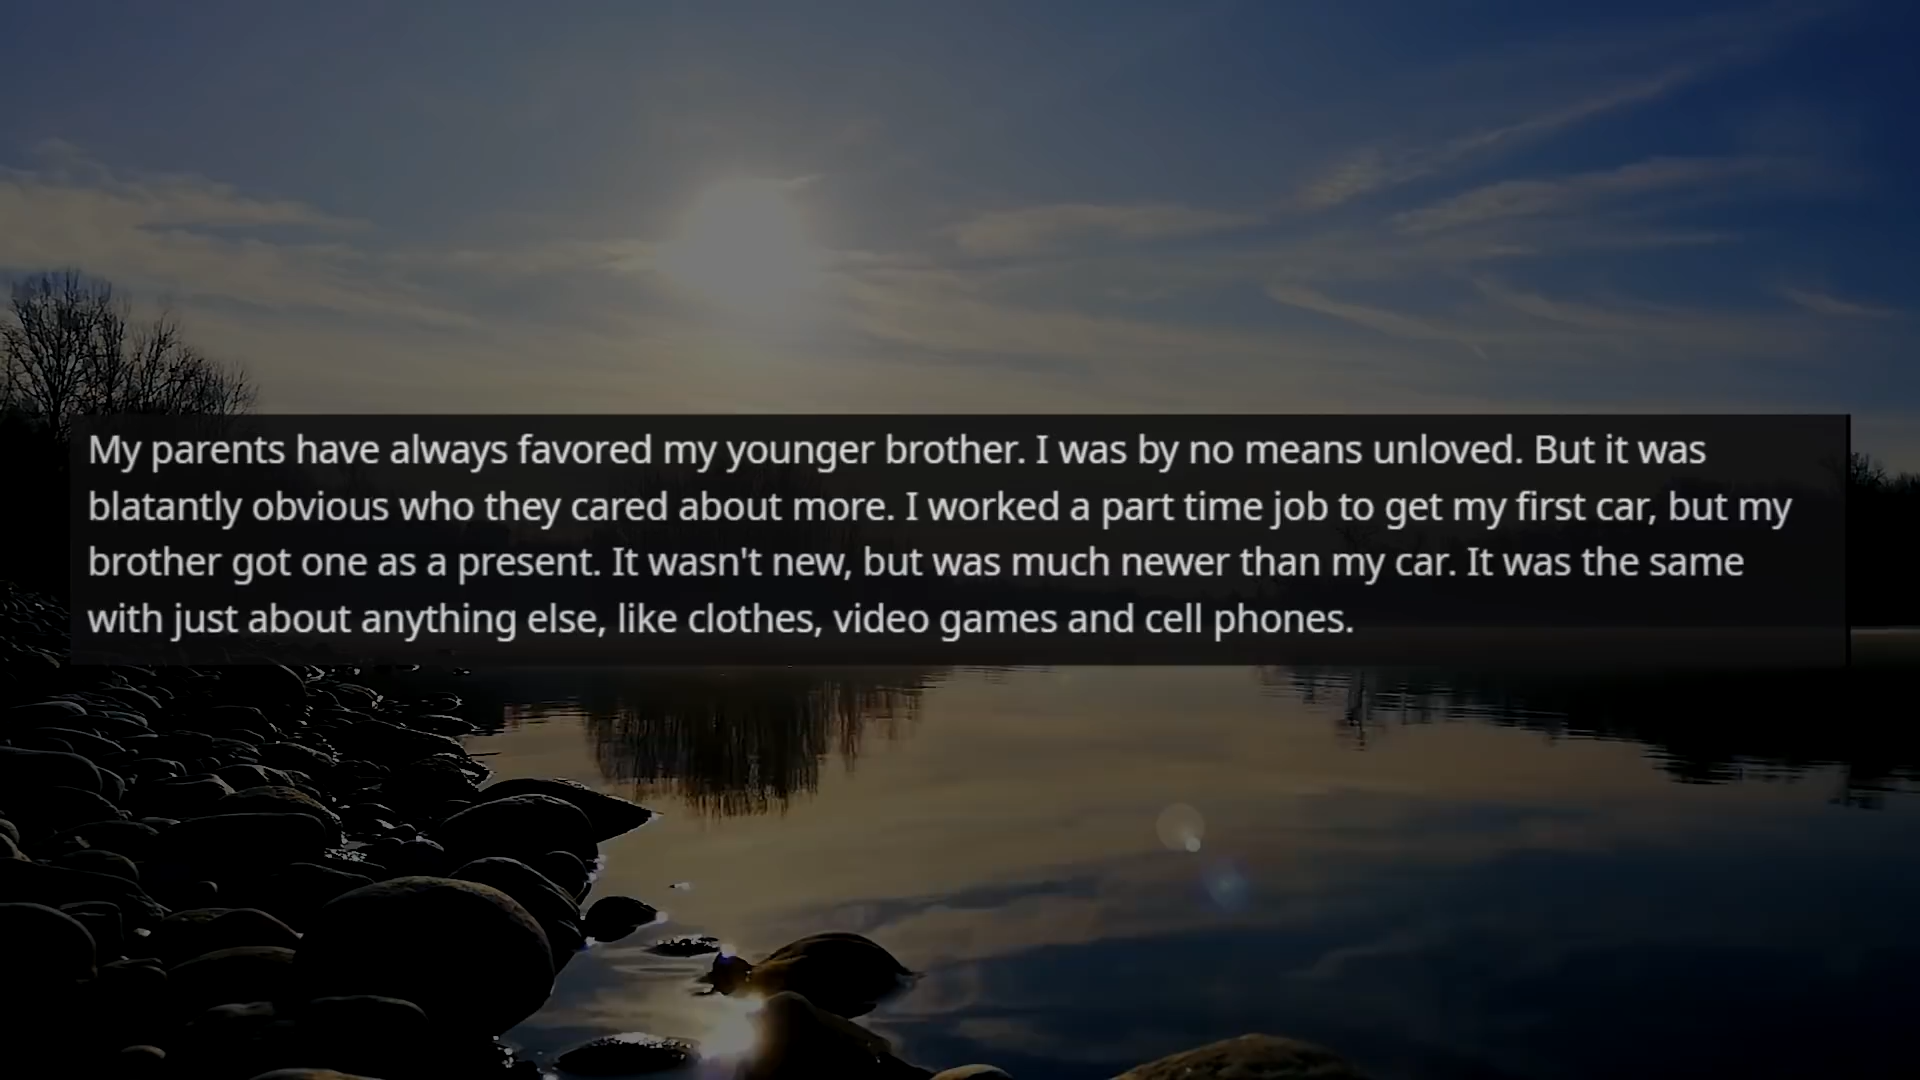 My parents have always favored my younger brother. I was by no means unloved. But it was
blatantly obvious who they cared about more. I worked a part time job to get my first car, but my
brother got one as a present. It wasn't new, but was much newer than my car. It was the same
with just about anything else, like clothes, video games and cell phones.